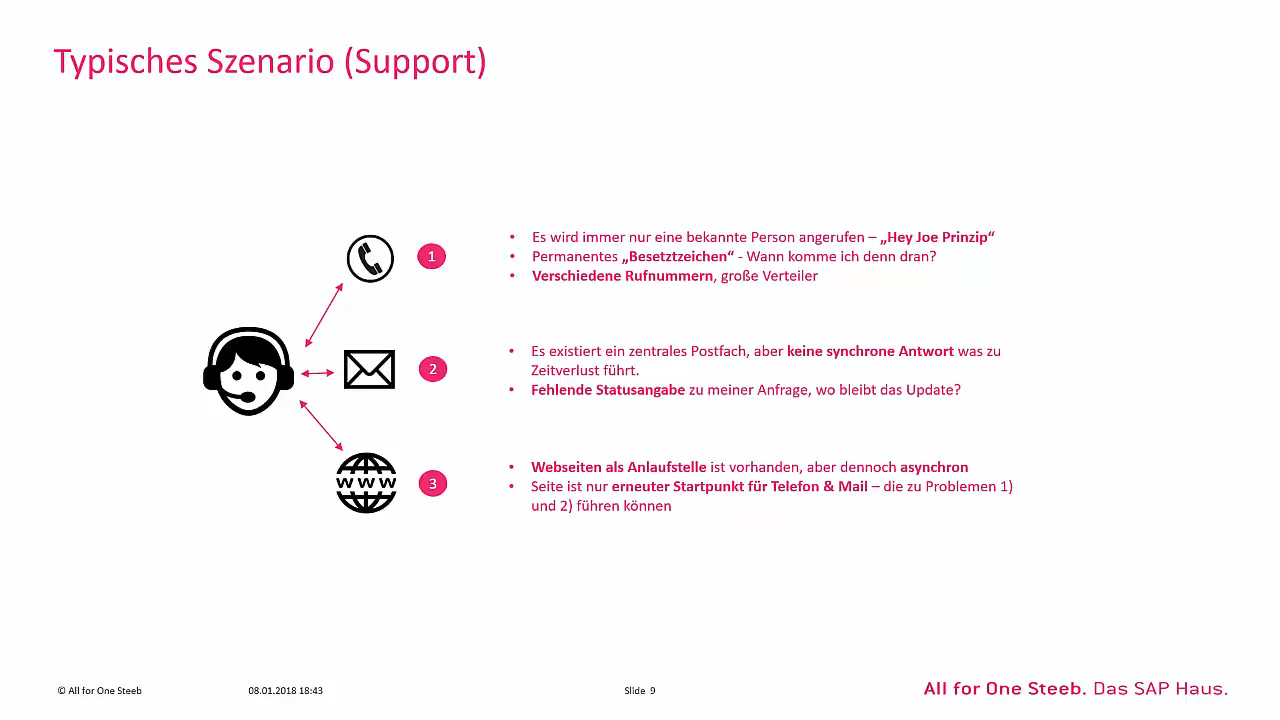 Typisches Szenario (Support)
1
• Es wird immer nur eine bekannte Person angerufen – „Hey Joe Prinzip“
• Permanentes „Besetztzeichen“ - Wann komme ich denn dran?
• Verschiedene Rufnummern, große Verteiler
2
• Es existiert ein zentrales Postfach, aber keine synchrone Antwort was zu
Zeitverlust führt.
• Fehlende Statusangabe zu meiner Anfrage, wo bleibt das Update?
WWW
3
• Webseiten als Anlaufstelle ist vorhanden, aber dennoch asynchron
• Seite ist nur erneuter Startpunkt für Telefon & Mail – die zu Problemen 1)
und 2) führen können
© All for One Steeb
08.01.2018 18:43
Slide 9
All for One Steeb. Das SAP Haus.